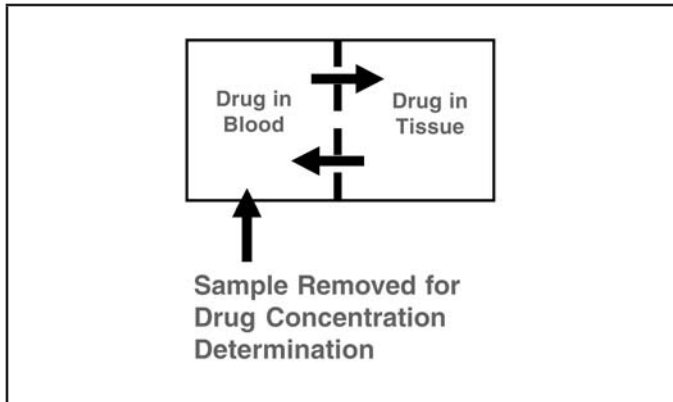 Drug in
Blood
Drug in
Tissue
Sample Removed for
Drug Concentration
Determination